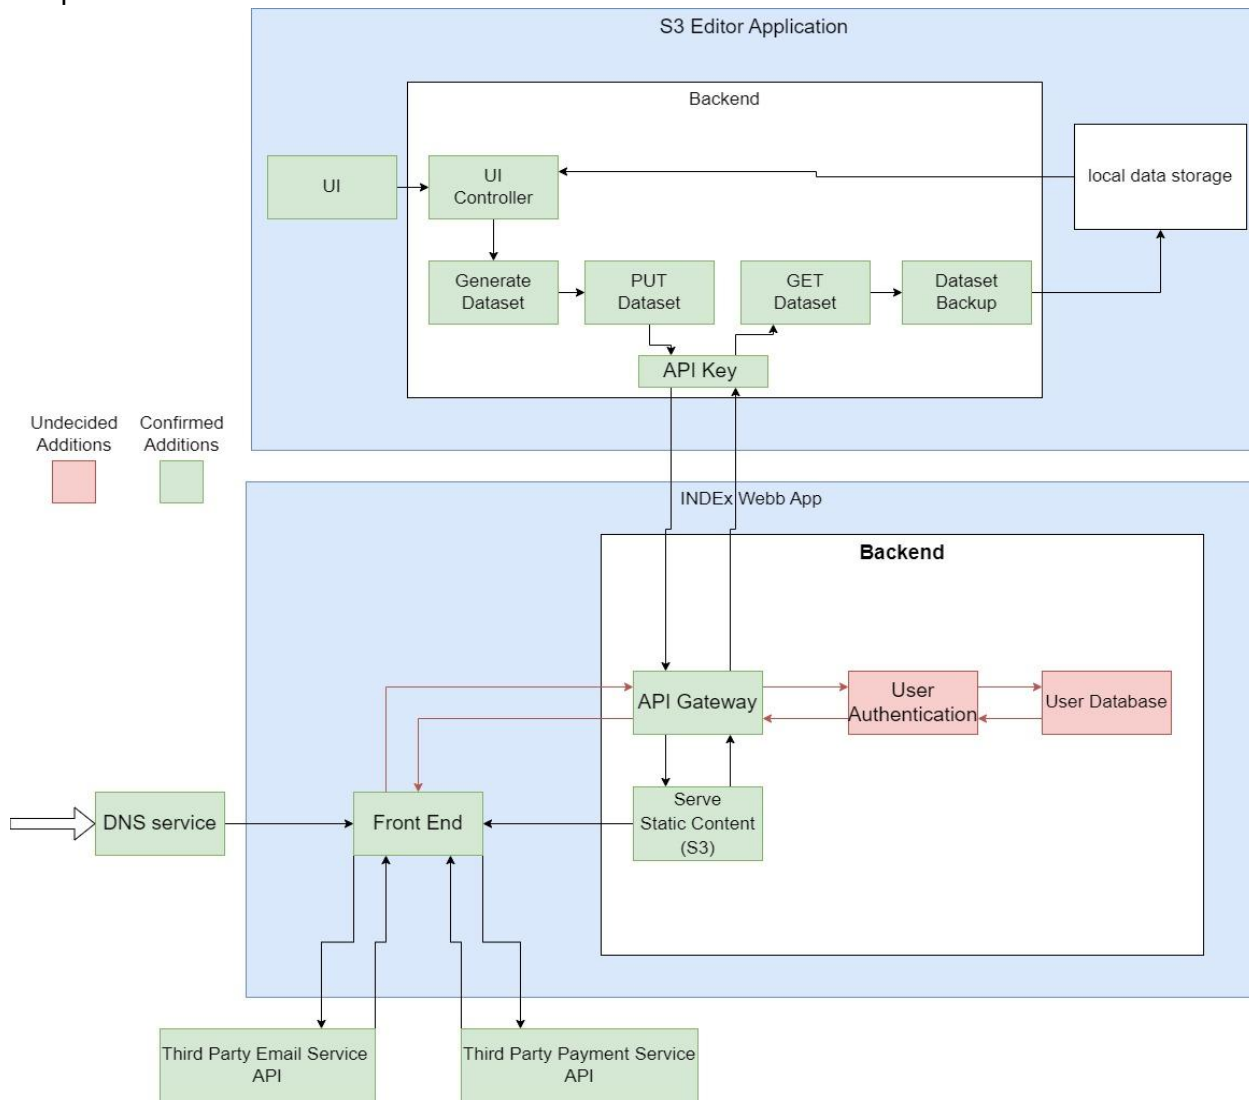 S3 Editor Application
Backend
UI
UI
Controller
local data storage
Generate
Dataset
PUT
Dataset
GET
Dataset
Dataset
Backup
API Key
Undecided
Additions
Confirmed
Additions
INDEx Webb App
Backend
API Gateway
User
Authentication
User Database
DNS service
Front End
Serve
Static Content
(S3)
Third Party Email Service
API
Third Party Payment Service
API